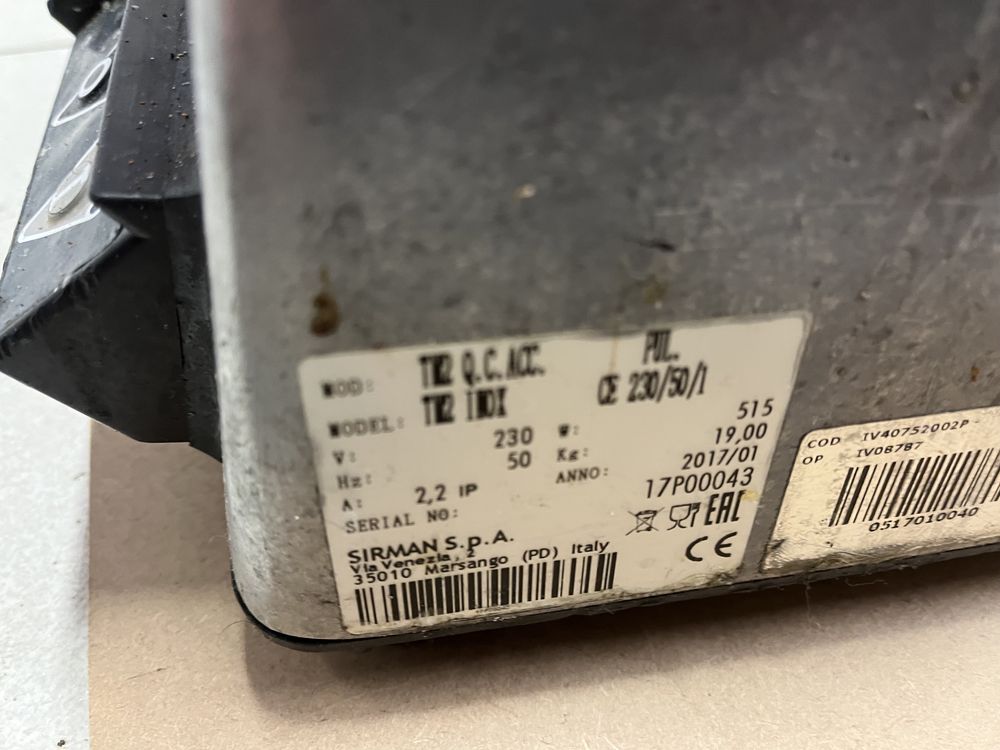 MOD: TM2 Q.C.ACC. PUL.
MODEL: TM2 INOX CE 230/50/1
V: 230 W: 515
Hz: 50 Kg: 19,00
A: 2,2 IP ANNO: 2017/01
SERIAL NO: 17P00043
EAC
SIRMAN S.p.A.
Via Venezia, 2
35010 Marsango (PD) Italy
CE
COD IV40752002P -
OP IV08787
0517010040